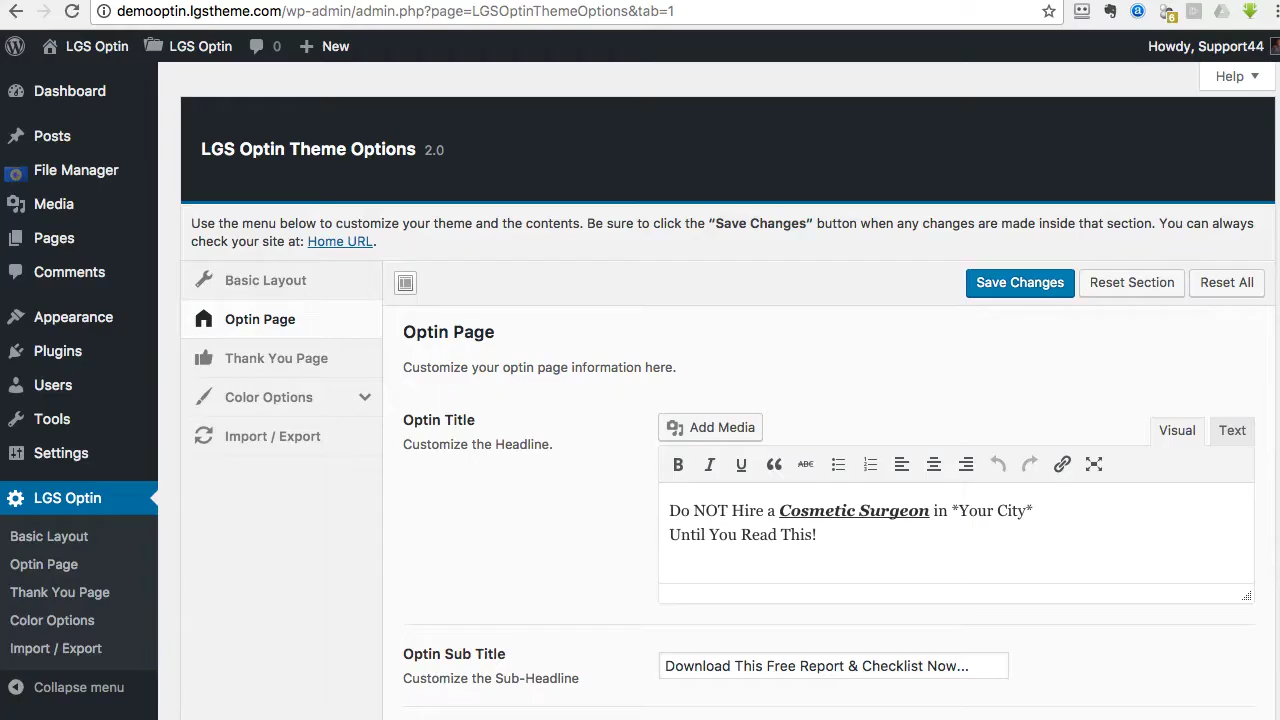 demooptin.lgstheme.com/wp-admin/admin.php?page=LGSOptinThemeOptions&tab=1
6
LGS Optin LGS Optin 0 New Howdy, Support44
Help
Dashboard
Posts
File Manager
Media
Pages
Comments
Appearance
Plugins
Users
Tools
Settings
LGS Optin
Basic Layout
Optin Page
Thank You Page
Color Options
Import / Export
Collapse menu
LGS Optin Theme Options 2.0
Use the menu below to customize your theme and the contents. Be sure to click the “Save Changes” button when any changes are made inside that section. You can always
check your site at: Home URL.
Basic Layout
Optin Page
Thank You Page
Color Options
Import / Export
Save Changes Reset Section Reset All
Optin Page
Customize your optin page information here.
Optin Title
Customize the Headline.
Add Media
Visual Text
B I U ABC
Do NOT Hire a Cosmetic Surgeon in *Your City*
Until You Read This!
Optin Sub Title
Customize the Sub-Headline
Download This Free Report & Checklist Now...